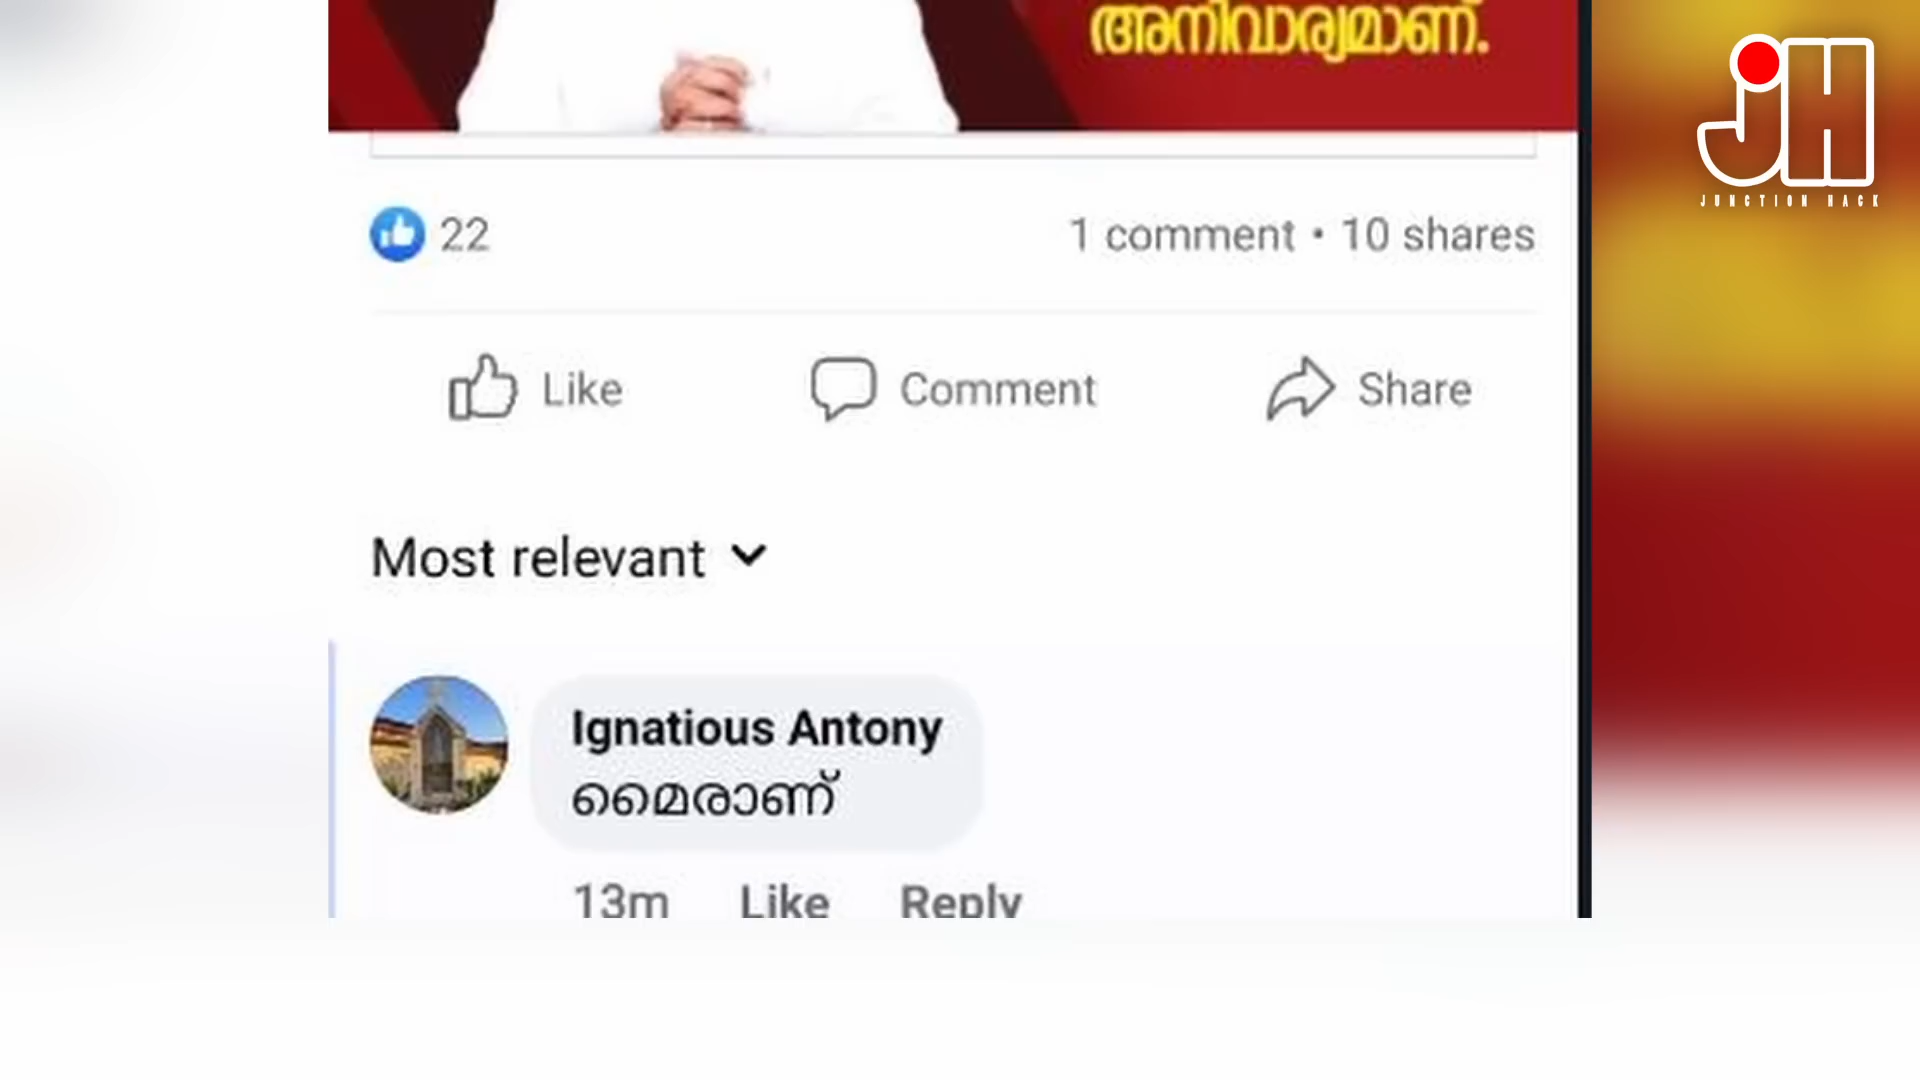 അനിവാര്യമാണ്.
JH
JUNCTION HACK
22
1 comment • 10 shares
Like Comment Share
Most relevant
Ignatious Antony
മൈരാണ്
13m Like Reply